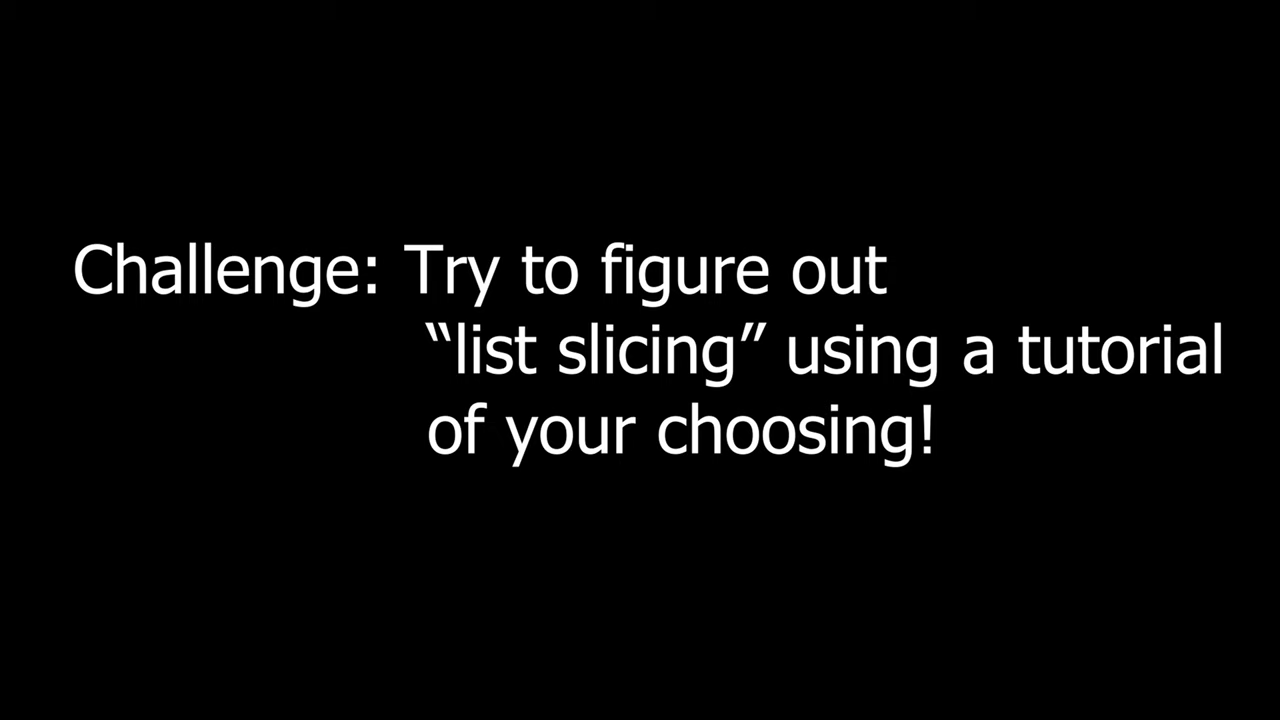 Challenge: Try to figure out
“list slicing” using a tutorial
of your choosing!